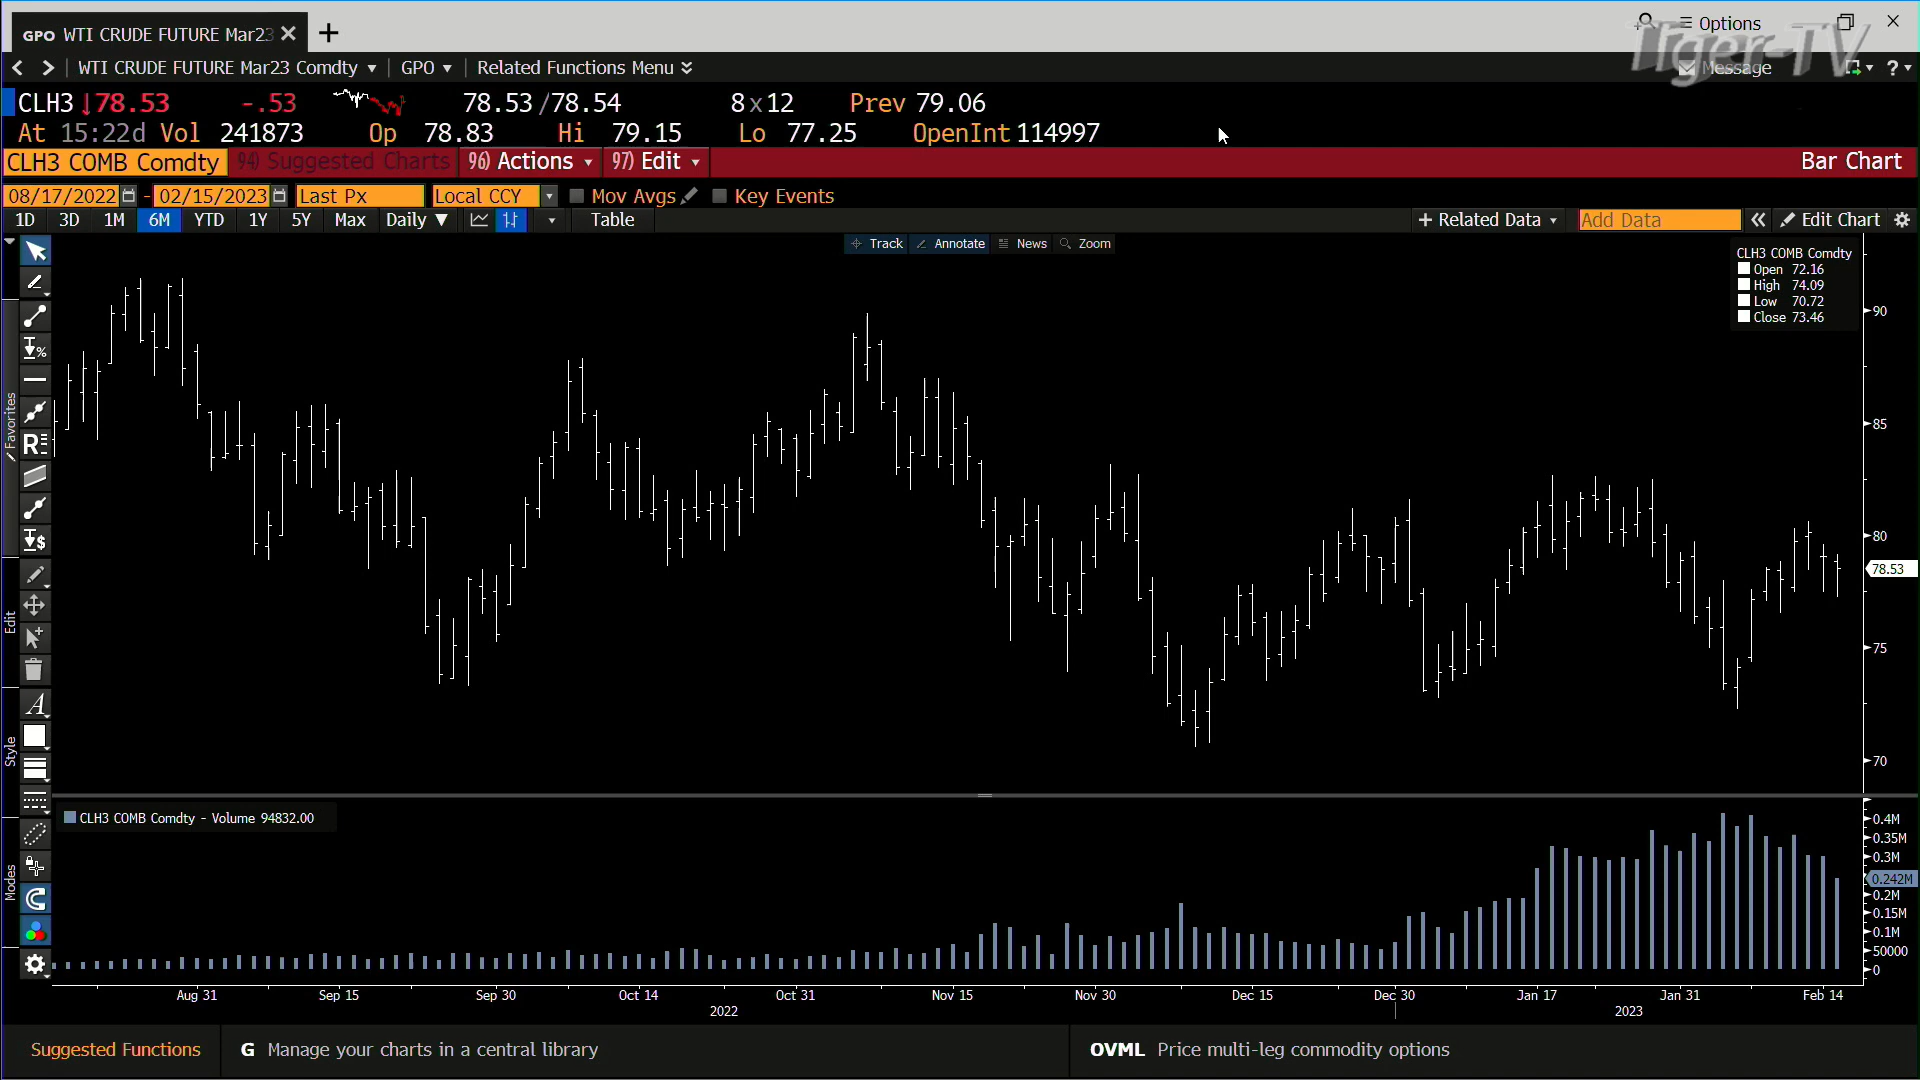 GPO WTI CRUDE FUTURE Mar23
Options
Tiger-TV
WTI CRUDE FUTURE Mar23 Comdty GPO Related Functions Menu
Message ?
CLH3 ↓78.53 -.53 78.53/78.54 8x12 Prev 79.06
At 15:22d Vol 241873 Op 78.83 Hi 79.15 Lo 77.25 OpenInt 114997
CLH3 COMB Comdty 94) Suggested Charts 96) Actions 97) Edit Bar Chart
08/17/2022 - 02/15/2023 Last Px Local CCY Mov Avgs Key Events
1D 3D 1M 6M YTD 1Y 5Y Max Daily ▼ Table + Related Data Add Data « Edit Chart
Track Annotate News Zoom
CLH3 COMB Comdty
Open 72.16
High 74.09
Low 70.72
Close 73.46
90
85
80
78.53
75
70
Favorites
Edit
Style
Modes
CLH3 COMB Comdty - Volume 94832.00
0.4M
0.35M
0.3M
0.242M
0.2M
0.15M
0.1M
50000
0
Aug 31 Sep 15 Sep 30 Oct 14 Oct 31 Nov 15 Nov 30 Dec 15 Dec 30 Jan 17 Jan 31 Feb 14
2022 2023
Suggested Functions G Manage your charts in a central library OVML Price multi-leg commodity options